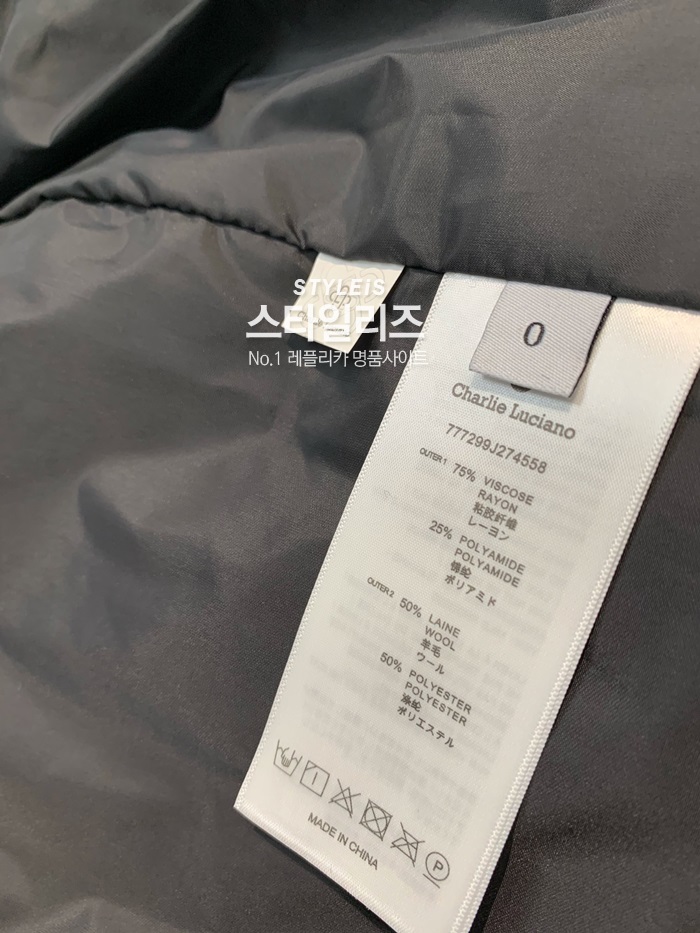 STYLEiS
스타일리즈
No.1 레플리카 명품사이트
0
Charlie Luciano
777299J274558
OUTER 1 75% VISCOSE
RAYON
粘胶纤维
レーヨン
25% POLYAMIDE
POLYAMIDE
锦纶
ポリアミド
OUTER 2 50% LAINE
WOOL
羊毛
ウール
50% POLYESTER
POLYESTER
涤纶
ポリエステル
P
MADE IN CHINA